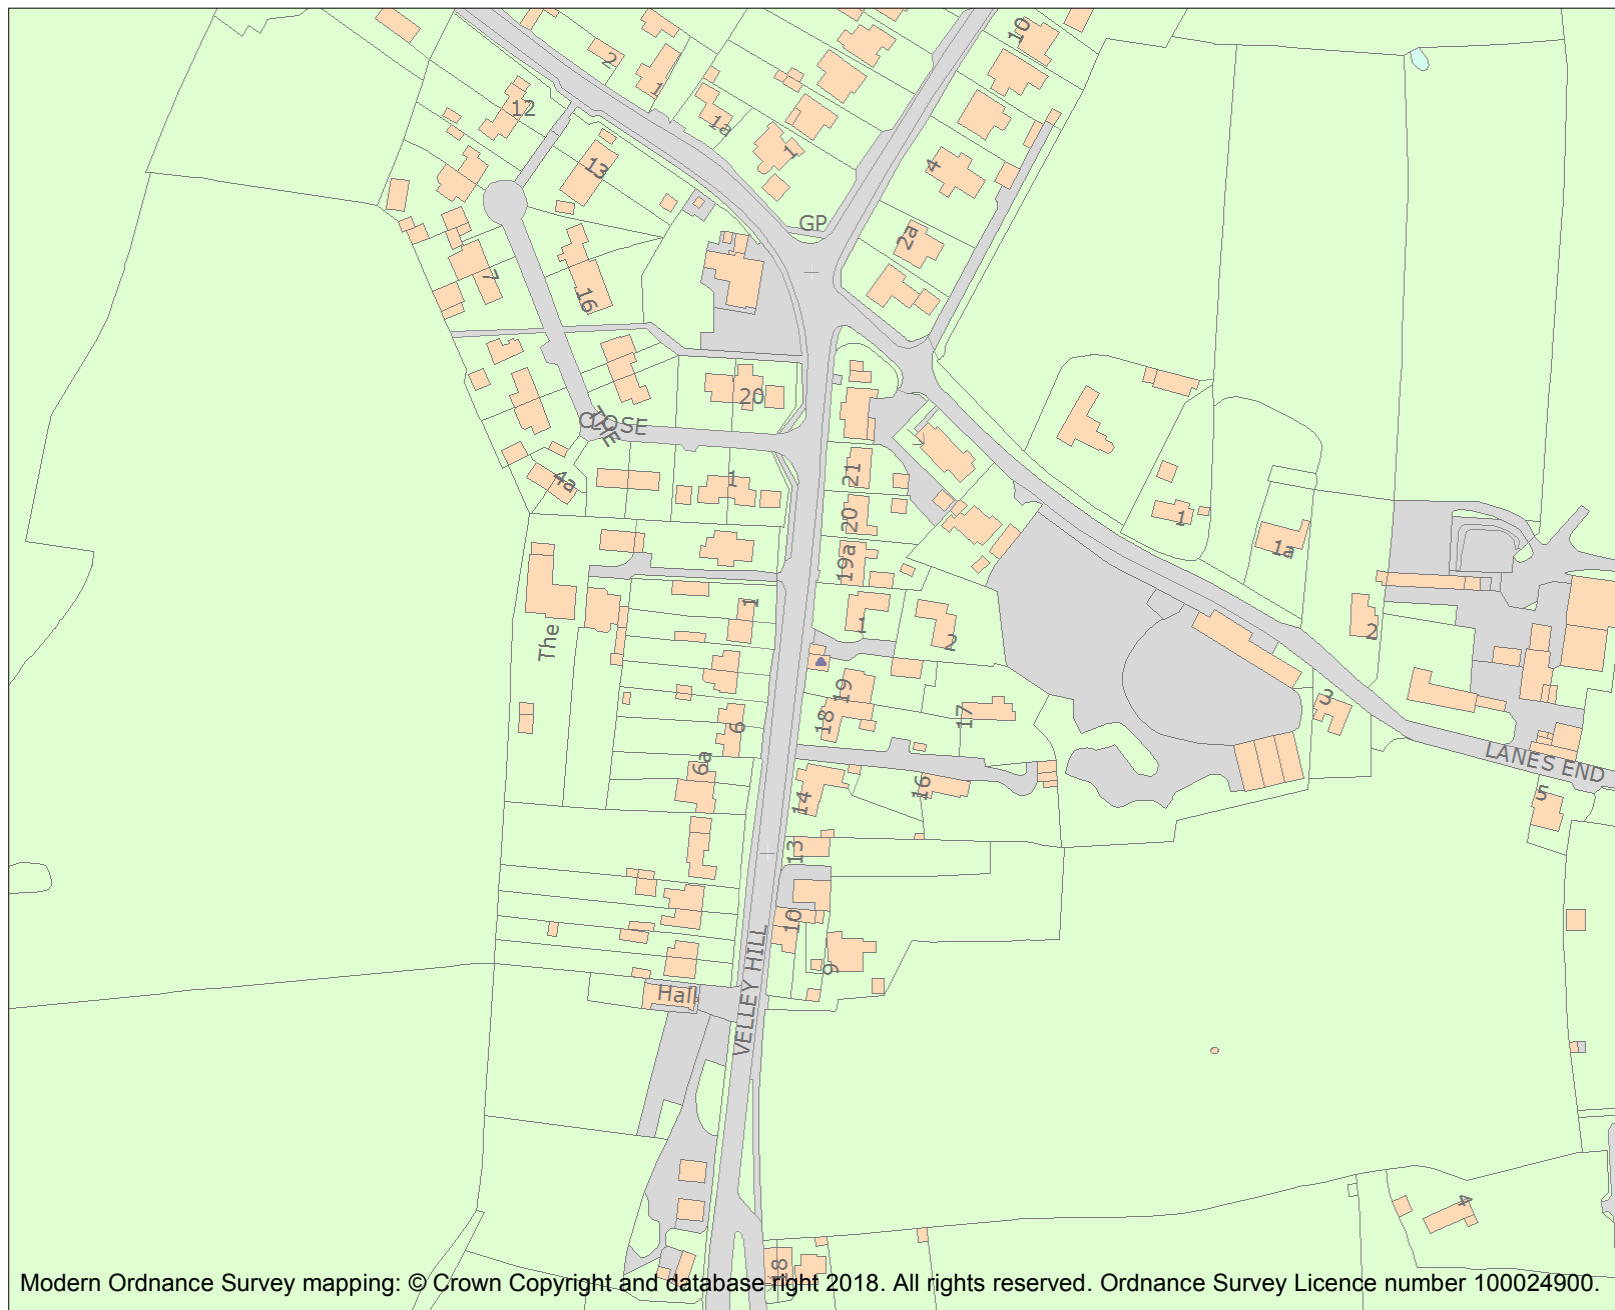 10
2
1
12
1a
1
13
4
GP
2a
7
16
20
THE
CLOSE
21
4a
1
1
20
1a
19a
1
1
2
2
The
19
3
17
18
6
6a
LANES END
16
14
5
13
10
9
Hall
VELLEY HILL
4
18
Modern Ordnance Survey mapping: © Crown Copyright and database right 2018. All rights reserved. Ordnance Survey Licence number 100024900.